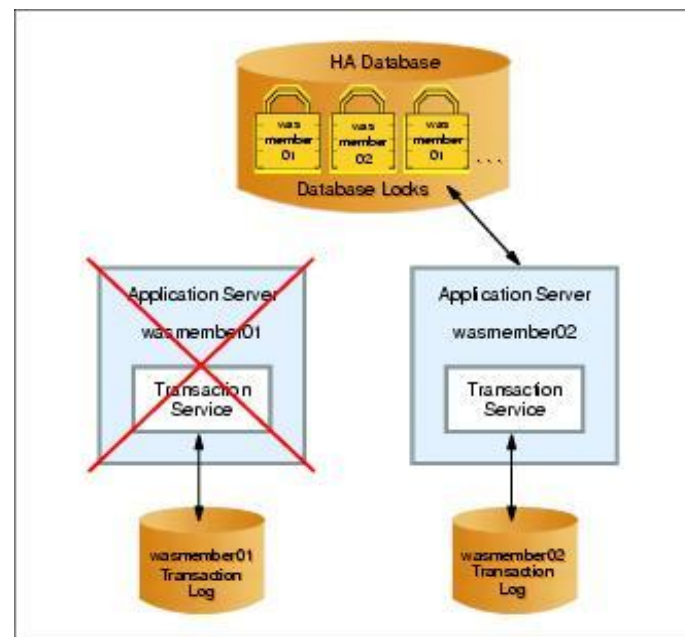 HA Database
was
member
01
was
member
02
was
member
01
...
Database Locks
Application Server
wasmember01
Transaction
Service
Application Server
wasmember02
Transaction
Service
wasmember01
Transaction
Log
wasmember02
Transaction
Log